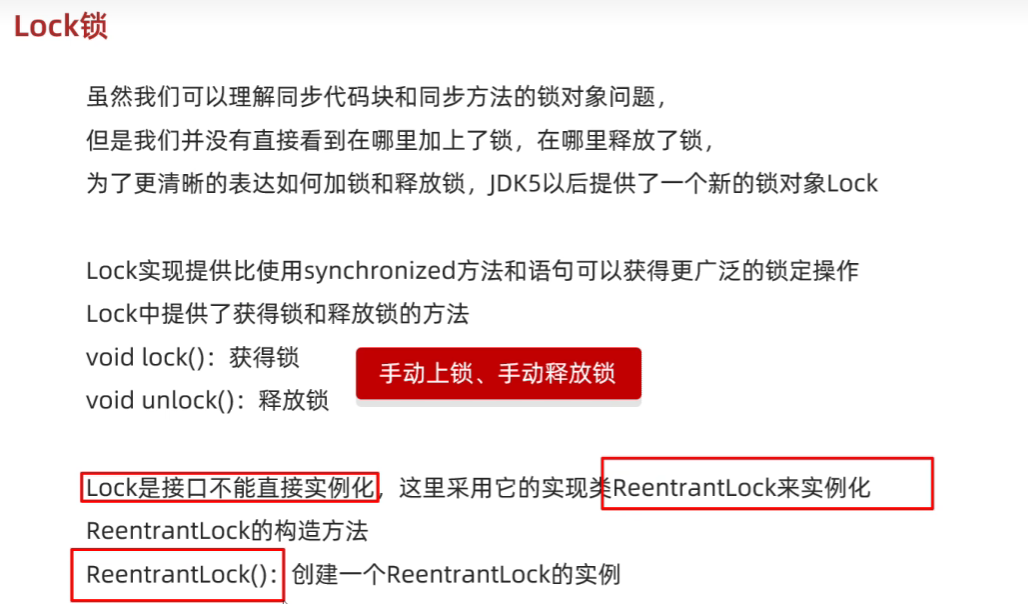 Lock锁
虽然我们可以理解同步代码块和同步方法的锁对象问题，
但是我们并没有直接看到在哪里加上了锁，在哪里释放了锁，
为了更清晰的表达如何加锁和释放锁，JDK5以后提供了一个新的锁对象Lock
Lock实现提供比使用synchronized方法和语句可以获得更广泛的锁定操作
Lock中提供了获得锁和释放锁的方法
void lock()：获得锁
手动上锁、手动释放锁
void unlock()：释放锁
Lock是接口不能直接实例化，这里采用它的实现类ReentrantLock来实例化
ReentrantLock的构造方法
ReentrantLock()：创建一个ReentrantLock的实例